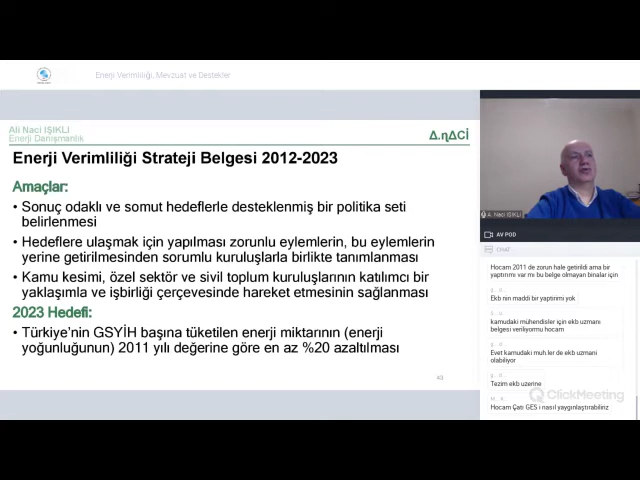 Enerji Verimliliği, Mevzuat ve Destekler
Ali Naci IŞIKLI
Enerji Danışmanlık
Enerji Verimliliği Strateji Belgesi 2012-2023
Amaçlar:
• Sonuç odaklı ve somut hedeflerle desteklenmiş bir politika seti
belirlenmesi
• Hedeflere ulaşmak için yapılması zorunlu eylemlerin, bu eylemlerin
yerine getirilmesinden sorumlu kuruluşlarla birlikte tanımlanması
• Kamu kesimi, özel sektör ve sivil toplum kuruluşlarının katılımcı bir
yaklaşımla ve işbirliği çerçevesinde hareket etmesinin sağlanması
2023 Hedefi:
• Türkiye'nin GSYİH başına tüketilen enerji miktarının (enerji
yoğunluğunun) 2011 yılı değerine göre en az %20 azaltılması
43
A. Naci IŞIKLI
AV POD
CHAT
Hocam 2011 de zorun hale getirildi ama bir
yaptırımı var mı bu belge olmayan binalar için
Ekb nin maddi bir yaptırımi yok
kamudaki mühendisler için ekb uzmanı
belgesi veriliyormu hocam
Evet kamudaki muh.ler de ekb uzmanı
olabiliyor
Tezim ekb uzerine
ClickMeeting
Hocam Çatı GES i nasıl yaygınlaştırabiliriz